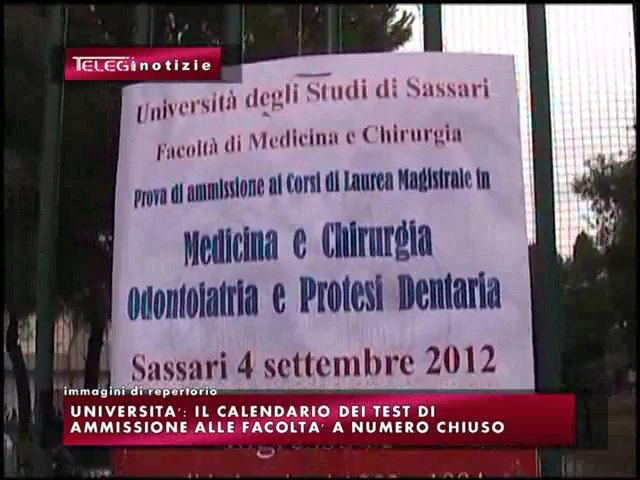 TELEGInotizie
Università degli Studi di Sassari
Facoltà di Medicina e Chirurgia
Prova di ammissione ai Corsi di Laurea Magistrale in
Medicina e Chirurgia
Odontoiatria e Protesi Dentaria
Sassari 4 settembre 2012
immagini di repertorio
UNIVERSITA': IL CALENDARIO DEI TEST DI
AMMISSIONE ALLE FACOLTA' A NUMERO CHIUSO